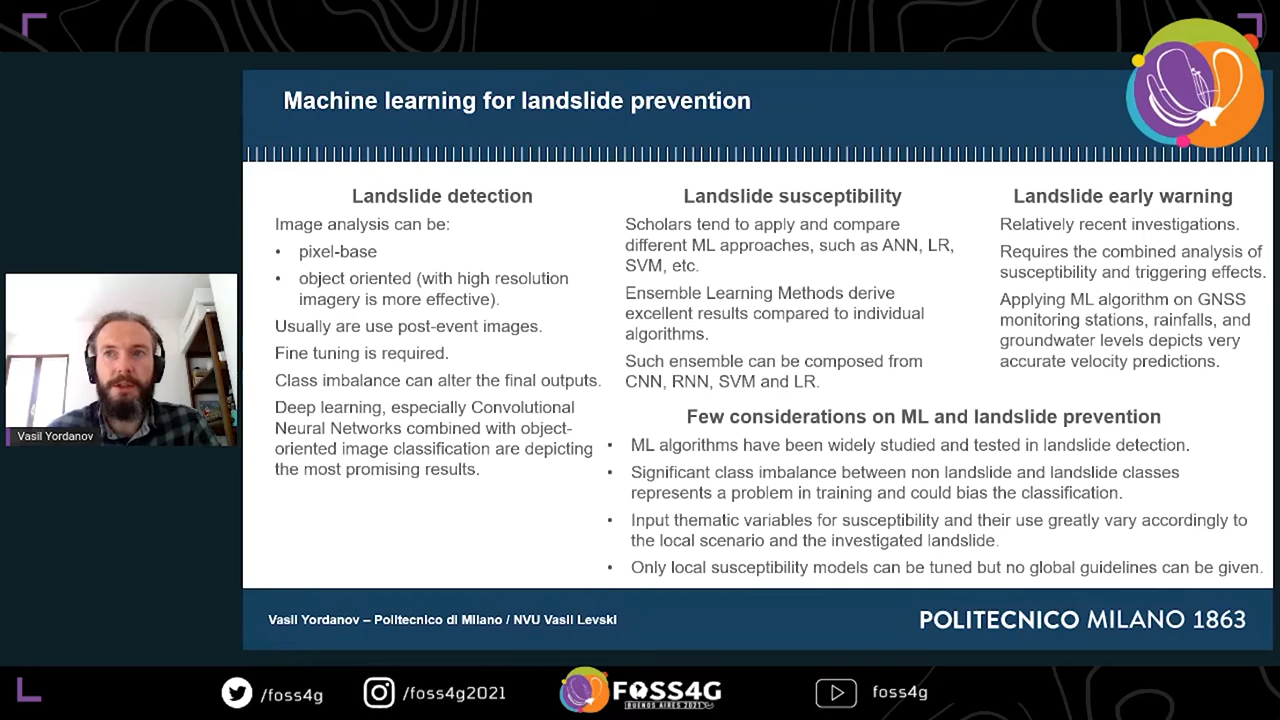 Machine learning for landslide prevention
Landslide detection
Image analysis can be:
• pixel-base
• object oriented (with high resolution
imagery is more effective).
Usually are use post-event images.
Fine tuning is required.
Class imbalance can alter the final outputs.
Deep learning, especially Convolutional
Neural Networks combined with object-
oriented image classification are depicting
the most promising results.
Landslide susceptibility
Scholars tend to apply and compare
different ML approaches, such as ANN, LR,
SVM, etc.
Ensemble Learning Methods derive
excellent results compared to individual
algorithms.
Such ensemble can be composed from
CNN, RNN, SVM and LR.
Landslide early warning
Relatively recent investigations.
Requires the combined analysis of
susceptibility and triggering effects.
Applying ML algorithm on GNSS
monitoring stations, rainfalls, and
groundwater levels depicts very
accurate velocity predictions.
Few considerations on ML and landslide prevention
• ML algorithms have been widely studied and tested in landslide detection.
• Significant class imbalance between non landslide and landslide classes
represents a problem in training and could bias the classification.
• Input thematic variables for susceptibility and their use greatly vary accordingly to
the local scenario and the investigated landslide.
• Only local susceptibility models can be tuned but no global guidelines can be given.
Vasil Yordanov
Vasil Yordanov – Politecnico di Milano / NVU Vasil Levski
POLITECNICO MILANO 1863
/foss4g
/foss4g2021
FOSS4G
BUENOS AIRES 2021
foss4g